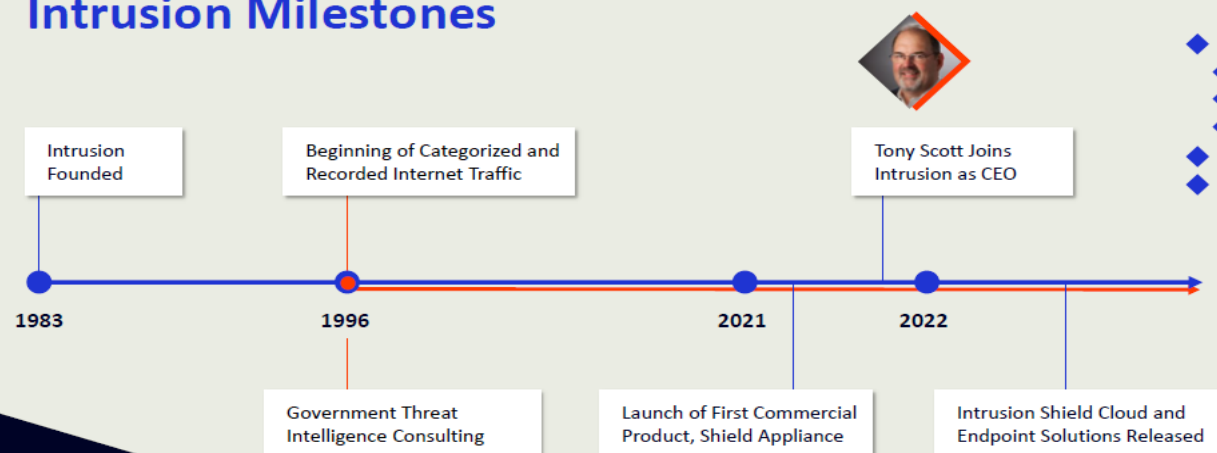 Intrusion Milestones
Intrusion
Founded
Beginning of Categorized and
Recorded Internet Traffic
Tony Scott Joins
Intrusion as CEO
1983
1996
2021
2022
Government Threat
Intelligence Consulting
Launch of First Commercial
Product, Shield Appliance
Intrusion Shield Cloud and
Endpoint Solutions Released